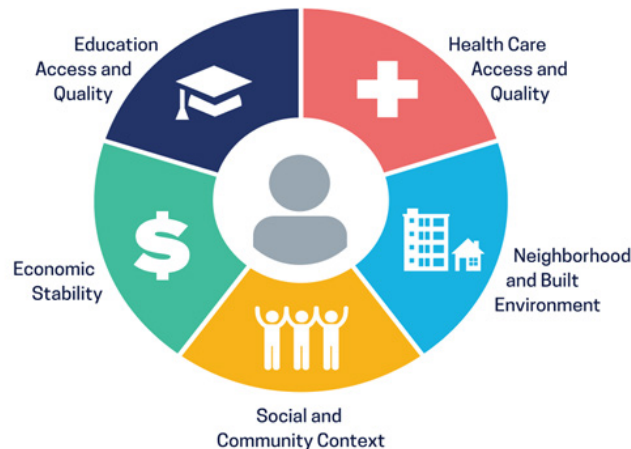 Education
Access and
Quality
Health Care
Access and
Quality
Economic
Stability
$
Neighborhood
and Built
Environment
Social and
Community Context